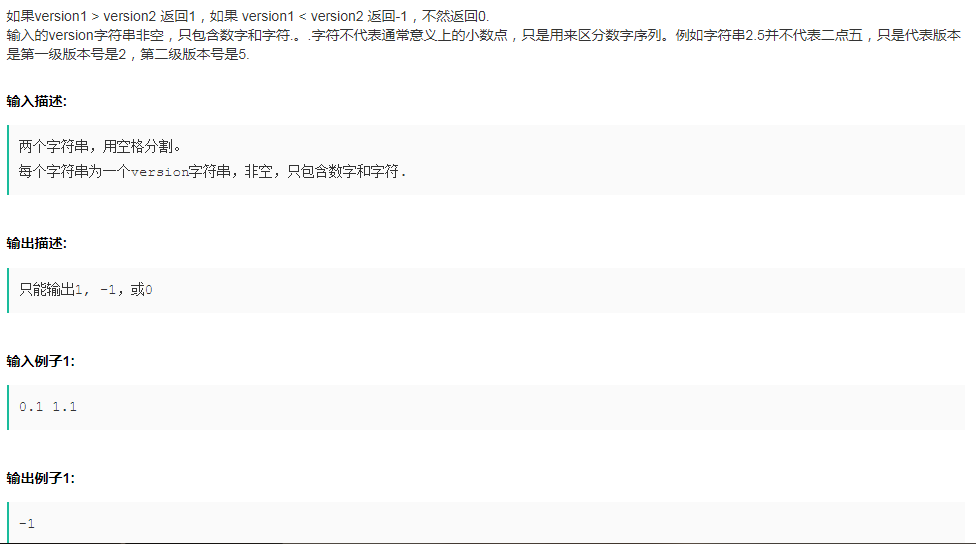 如果version1 > version2 返回1，如果 version1 < version2 返回-1，不然返回0.
输入的version字符串非空，只包含数字和字符.。.字符不代表通常意义上的小数点，只是用来区分数字序列。例如字符串2.5并不代表二点五，只是代表版本
是第一级版本号是2，第二级版本号是5.
输入描述:
两个字符串，用空格分割。
每个字符串为一个version字符串，非空，只包含数字和字符.
输出描述:
只能输出1, -1，或0
输入例子1:
0.1 1.1
输出例子1:
-1